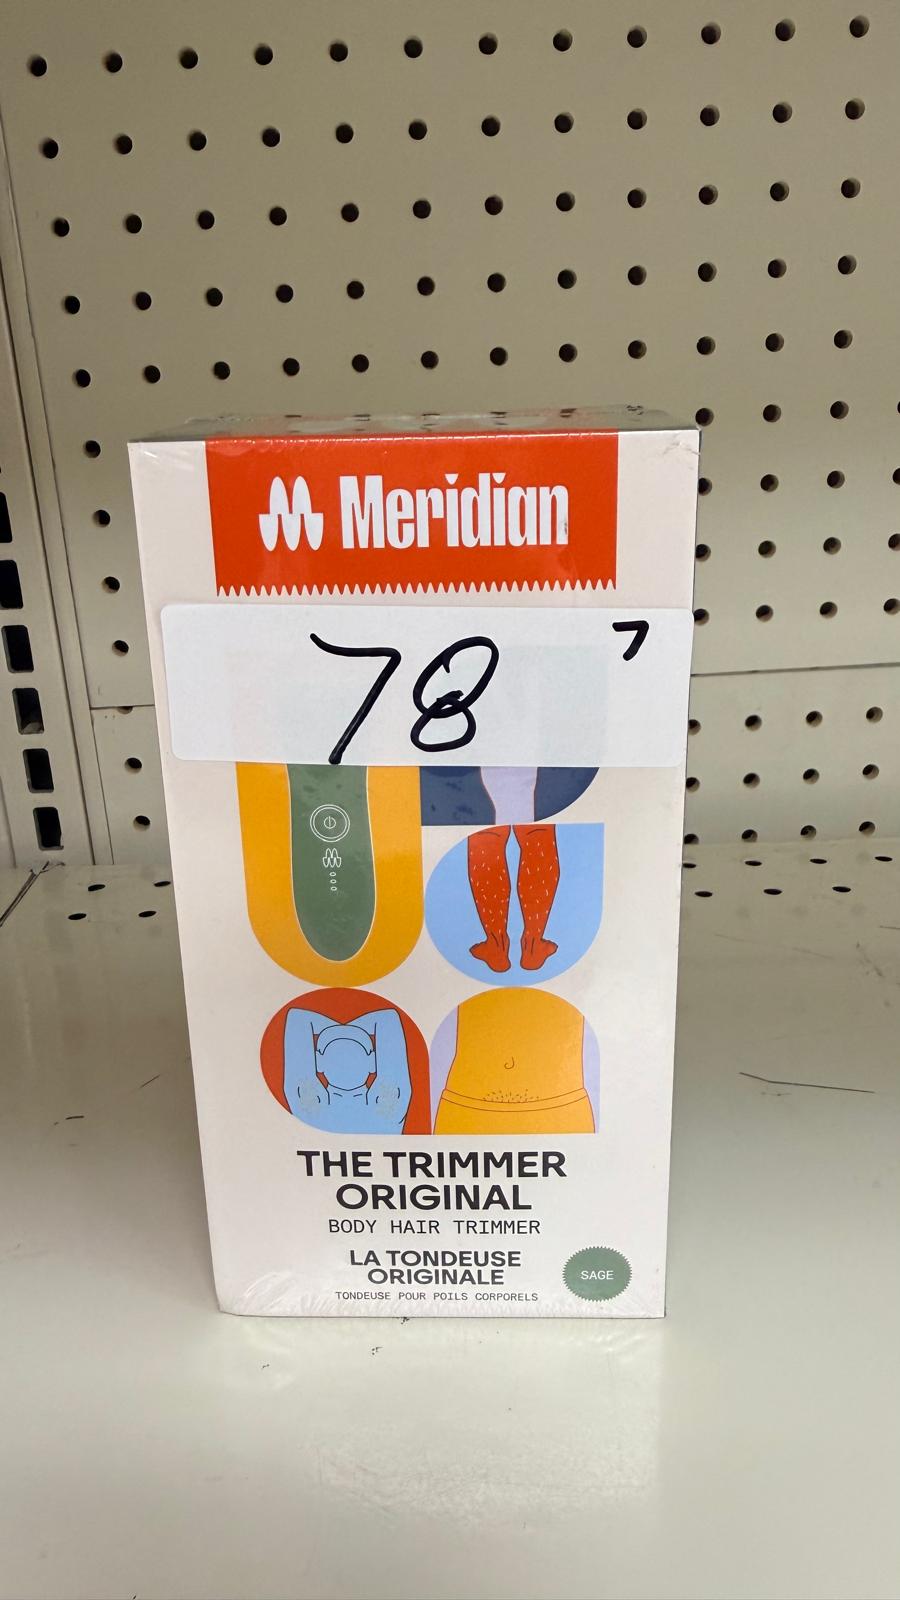 Meridian
78 7
THE TRIMMER
ORIGINAL
BODY HAIR TRIMMER
LA TONDEUSE
ORIGINALE
TONDEUSE POUR POILS CORPORELS
SAGE